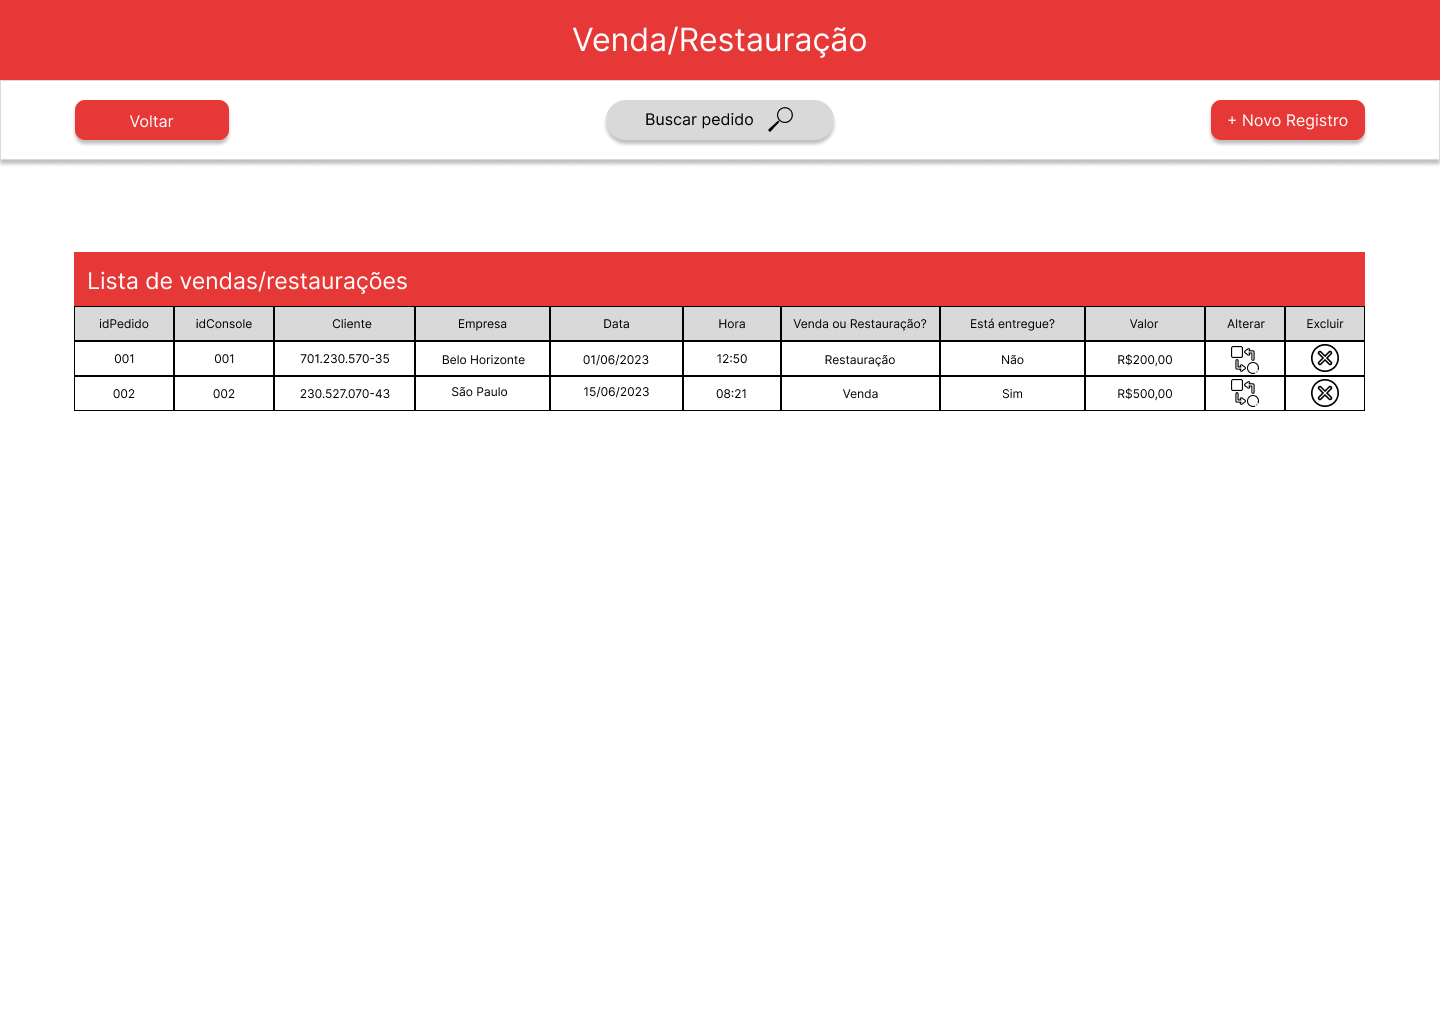 Venda/Restauração
Voltar
Buscar pedido
+ Novo Registro
Lista de vendas/restaurações
idPedido idConsole Cliente Empresa Data Hora Venda ou Restauração? Está entregue? Valor Alterar Excluir
001 001 701.230.570-35 Belo Horizonte 01/06/2023 12:50 Restauração Não R$200,00
002 002 230.527.070-43 São Paulo 15/06/2023 08:21 Venda Sim R$500,00